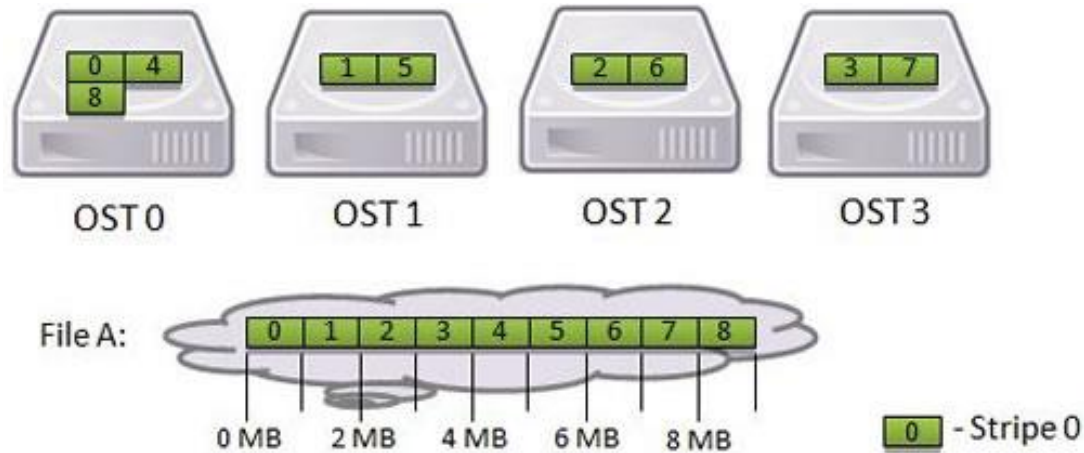 0 4
8
1 5
2 6
3 7
OST 0
OST 1
OST 2
OST 3
File A:
0 1 2 3 4 5 6 7 8
0 MB 2 MB 4 MB 6 MB 8 MB
0 - Stripe 0